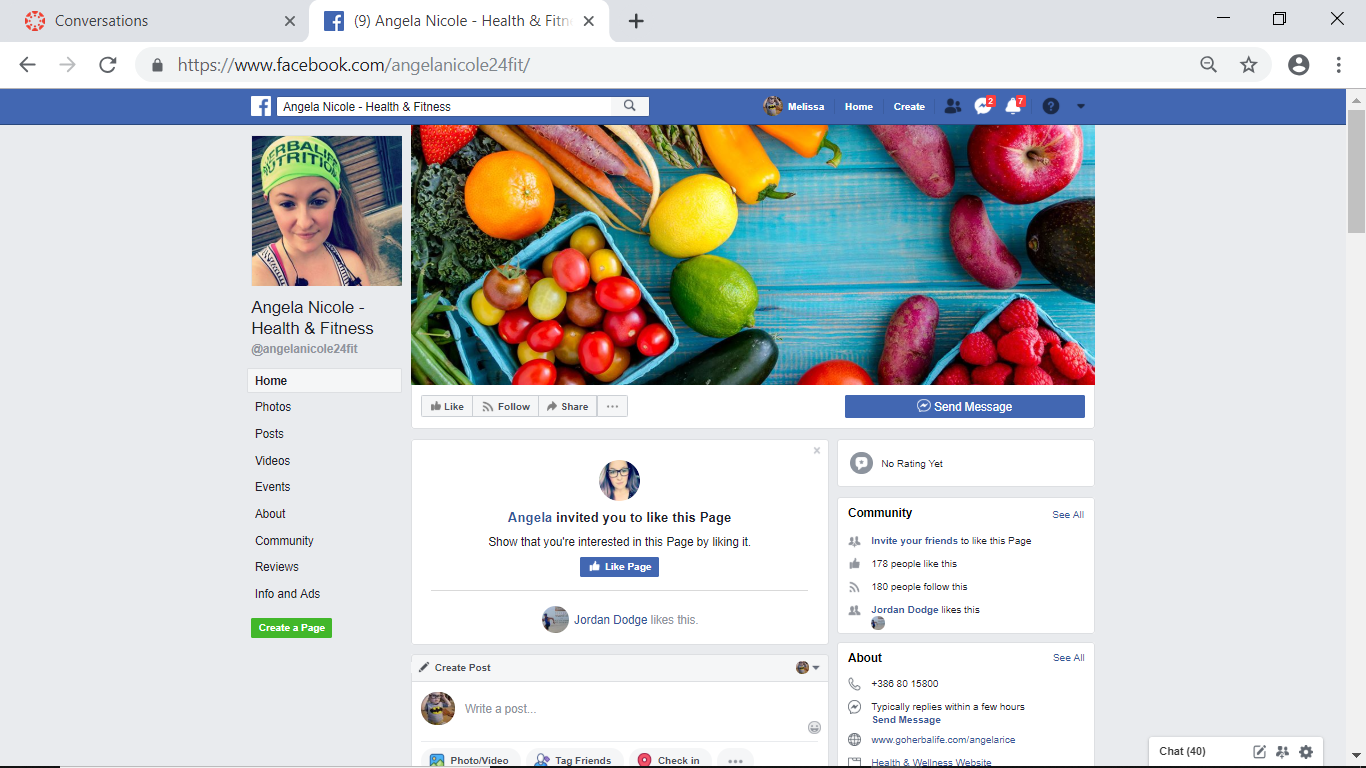 Conversations
(9) Angela Nicole - Health & Fitn
https://www.facebook.com/angelanicole24fit/
Angela Nicole - Health & Fitness
Melissa
Home
Create
2
7
HERBALIFE
NUTRITION
Angela Nicole -
Health & Fitness
@angelanicole24fit
Home
Photos
Posts
Videos
Events
About
Community
Reviews
Info and Ads
Create a Page
Like
Follow
Share
Send Message
Angela invited you to like this Page
Show that you're interested in this Page by liking it.
Like Page
Jordan Dodge likes this.
Create Post
Write a post...
Photo/Video
Tag Friends
Check in
No Rating Yet
Community
See All
Invite your friends to like this Page
178 people like this
180 people follow this
Jordan Dodge likes this
About
See All
+386 80 15800
Typically replies within a few hours
Send Message
www.goherbalife.com/angelarice
Health & Wellness Website
Chat (40)